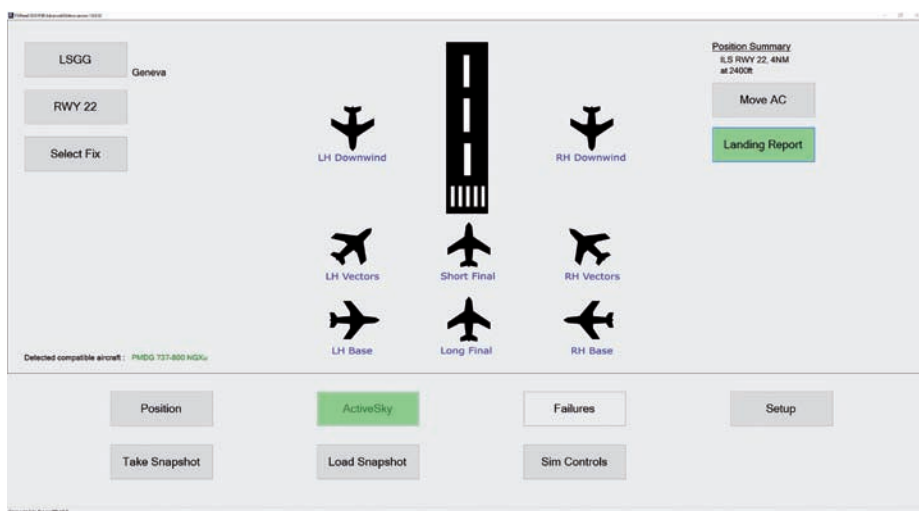 LSGG
Geneva
RWY 22
Select Fix
LH Downwind
RH Downwind
LH Vectors
Short Final
RH Vectors
LH Base
Long Final
RH Base
Position Summary
ILS RWY 22, 4NM
at 2400ft
Move AC
Landing Report
Detected compatible aircraft : PMDG 737-800 NGXu
Position
ActiveSky
Failures
Setup
Take Snapshot
Load Snapshot
Sim Controls